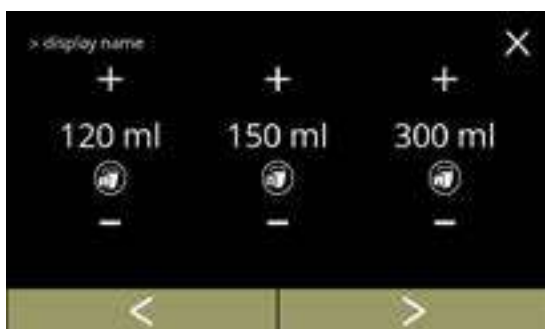 > display name
X
+ + +
120 ml 150 ml 300 ml
- - -
< >